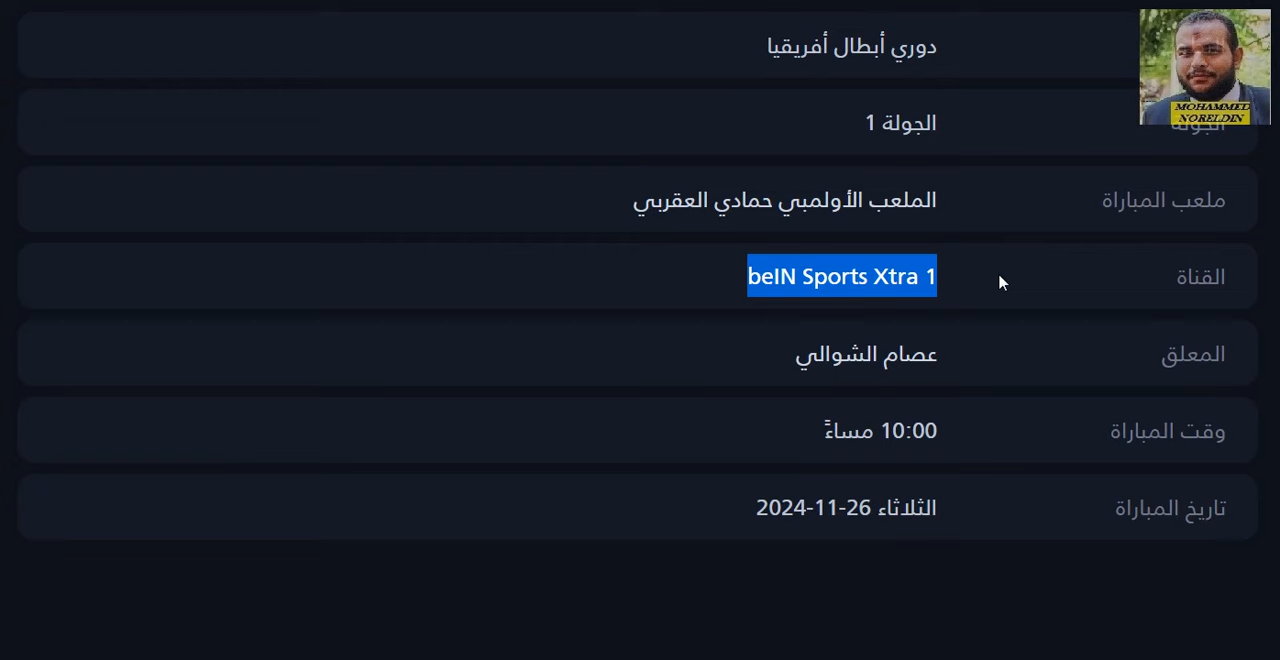 دوري أبطال أفريقيا
MOHAMMED
NORELDIN
الجولة
الجولة 1
ملعب المباراة
الملعب الأولمبي حمادي العقربي
القناة
beIN Sports Xtra 1
المعلق
عصام الشوالي
وقت المباراة
10:00 مساءً
تاريخ المباراة
الثلاثاء 26-11-2024